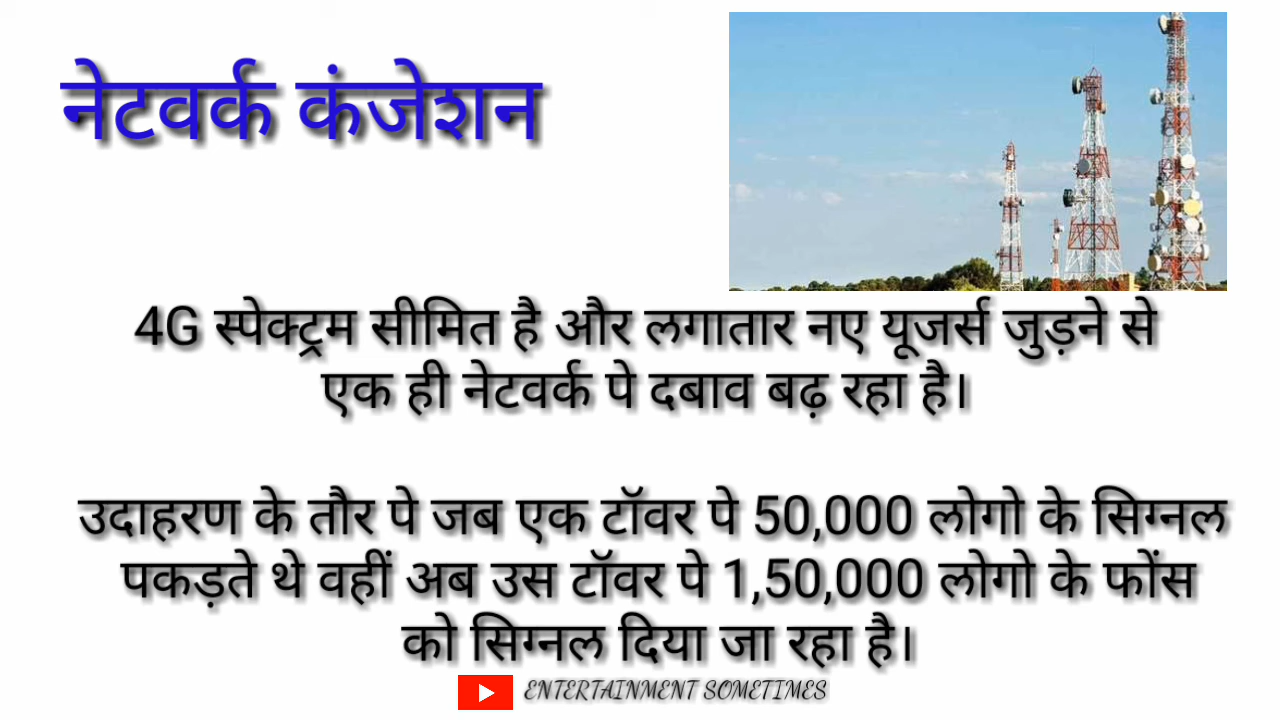 नेटवर्क कंजेशन
4G स्पेक्ट्रम सीमित है और लगातार नए यूजर्स जुड़ने से
एक ही नेटवर्क पे दबाव बढ़ रहा है।
उदाहरण के तौर पे जब एक टॉवर पे 50,000 लोगो के सिग्नल
पकड़ते थे वहीं अब उस टॉवर पे 1,50,000 लोगो के फोंस
को सिग्नल दिया जा रहा है।
ENTERTAINMENT SOMETIMES